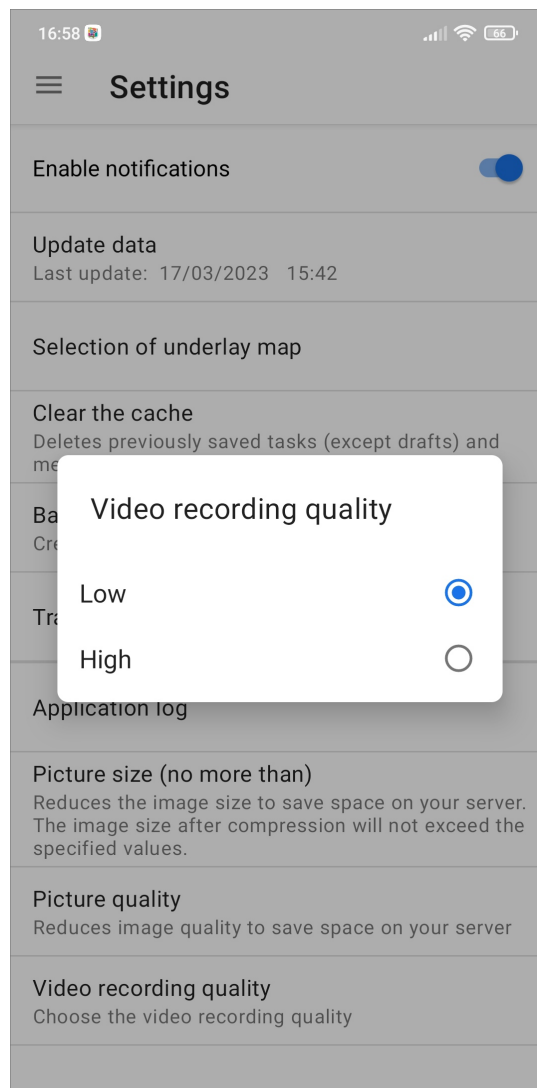 16:58
66
Settings
Enable notifications
Update data
Last update: 17/03/2023 15:42
Selection of underlay map
Clear the cache
Deletes previously saved tasks (except drafts) and
Video recording quality
Low
High
Application log
Picture size (no more than)
Reduces the image size to save space on your server.
The image size after compression will not exceed the
specified values.
Picture quality
Reduces image quality to save space on your server
Video recording quality
Choose the video recording quality